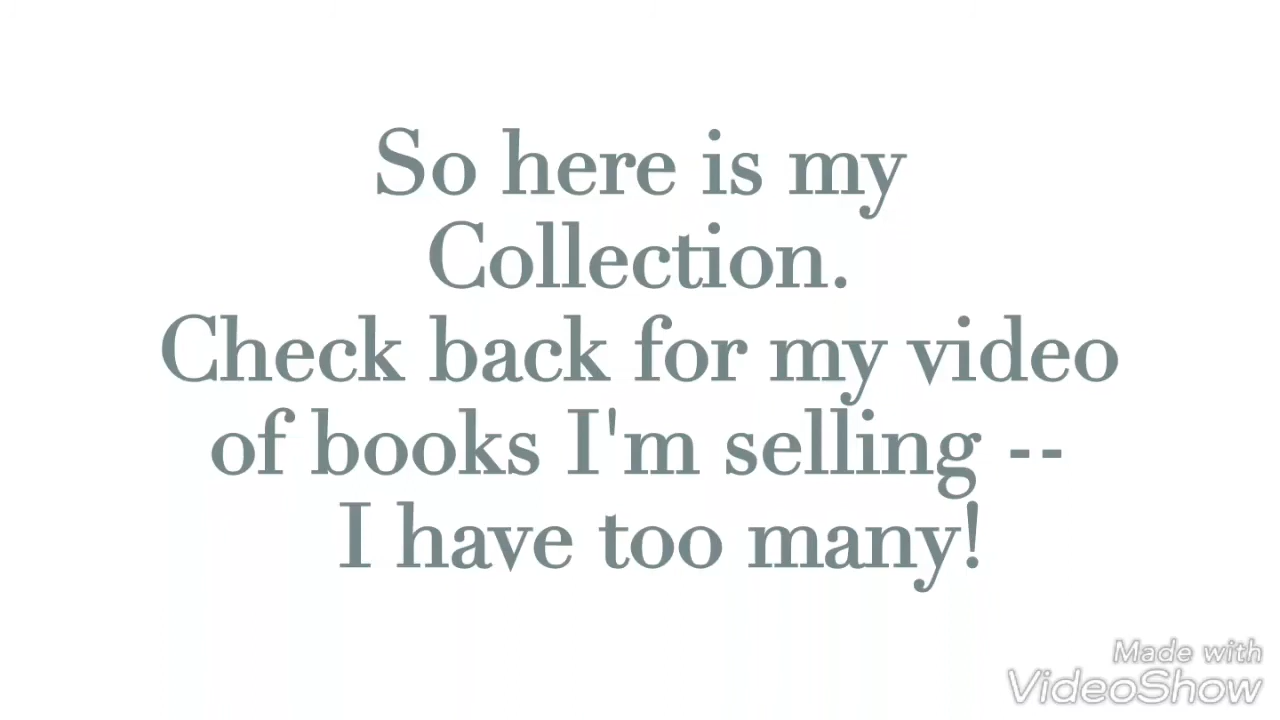 So here is my
Collection.
Check back for my video
of books I'm selling --
I have too many!
Made with
VideoShow